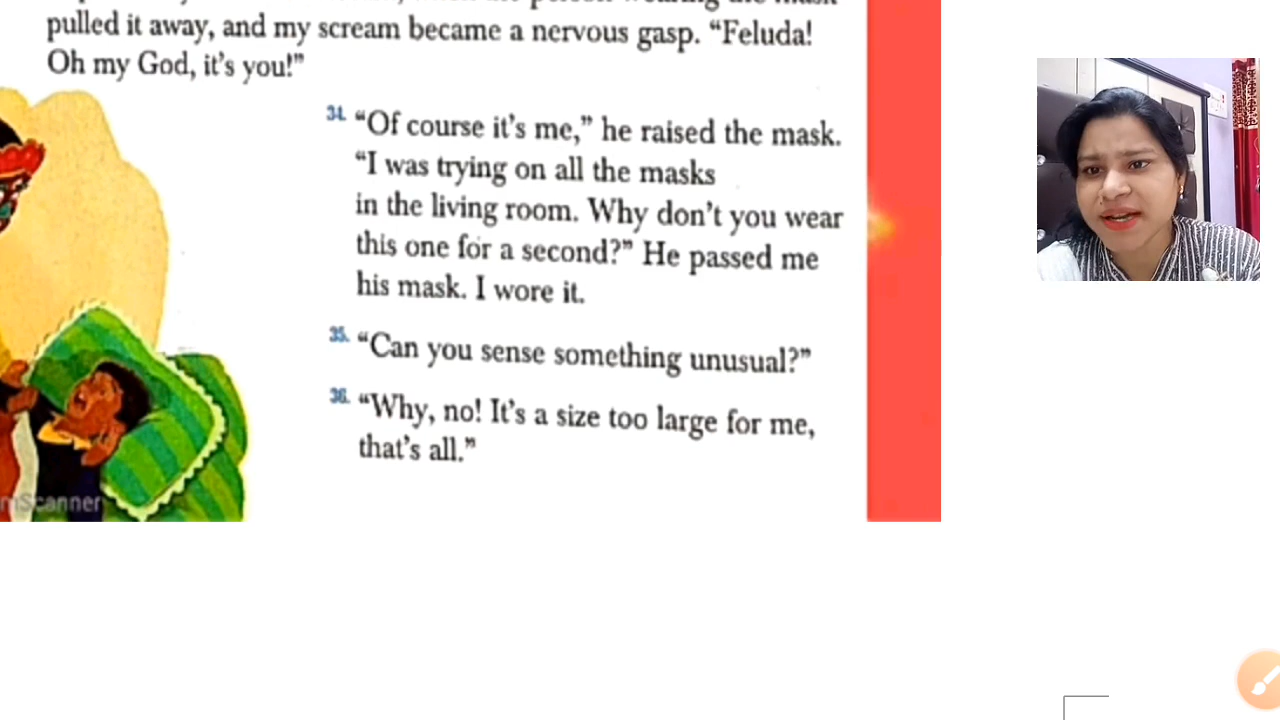 pulled it away, and my scream became a nervous gasp. “Feluda!
Oh my God, it’s you!”
34. “Of course it’s me,” he raised the mask.
“I was trying on all the masks
in the living room. Why don’t you wear
this one for a second?” He passed me
his mask. I wore it.
35. “Can you sense something unusual?”
36. “Why, no! It’s a size too large for me,
that’s all.”
mScanner